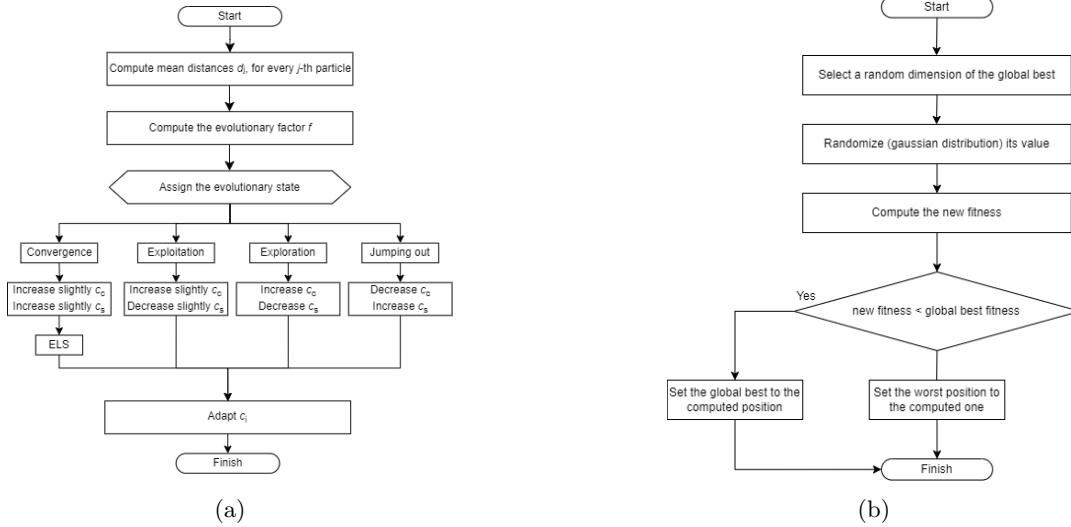 Start
Compute mean distances dj, for every j-th particle
Compute the evolutionary factor f
Assign the evolutionary state
Convergence
Exploitation
Exploration
Jumping out
Increase slightly cc
Increase slightly cs
Increase slightly cc
Decrease slightly cs
Increase cc
Decrease cs
Decrease cc
Increase cs
ELS
Adapt ci
Finish
(a)
Start
Select a random dimension of the global best
Randomize (gaussian distribution) its value
Compute the new fitness
new fitness < global best fitness
Yes
Set the global best to the
computed position
Set the worst position to
the computed one
Finish
(b)